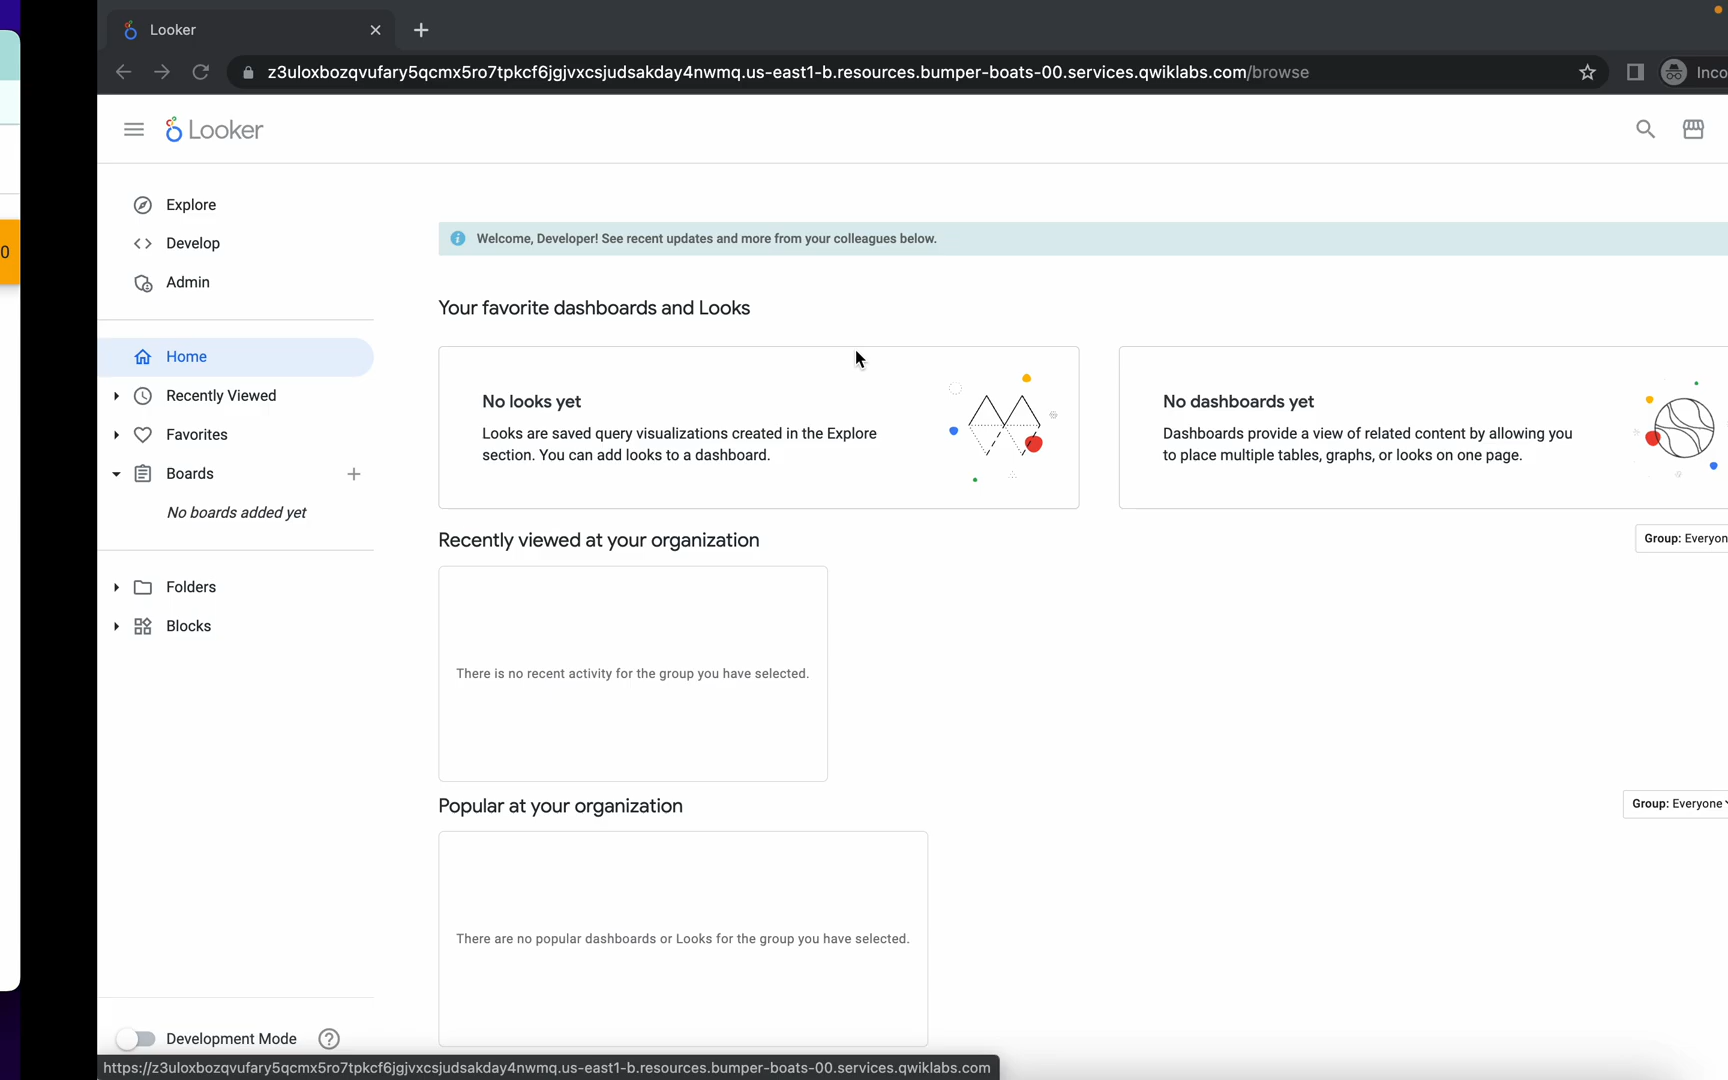 Looker
z3uloxbozqvufary5qcmx5ro7tpkcf6jgjvxcsjudsakday4nwmq.us-east1-b.resources.bumper-boats-00.services.qwiklabs.com/browse
Inco
Looker
0
Explore
Develop
Admin
Home
Recently Viewed
Favorites
Boards
No boards added yet
Folders
Blocks
Development Mode
Welcome, Developer! See recent updates and more from your colleagues below.
Your favorite dashboards and Looks
No looks yet
Looks are saved query visualizations created in the Explore
section. You can add looks to a dashboard.
No dashboards yet
Dashboards provide a view of related content by allowing you
to place multiple tables, graphs, or looks on one page.
Recently viewed at your organization
Group: Everyon
There is no recent activity for the group you have selected.
Popular at your organization
Group: Everyone
There are no popular dashboards or Looks for the group you have selected.
https://z3uloxbozqvufary5qcmx5ro7tpkcf6jgjvxcsjudsakday4nwmq.us-east1-b.resources.bumper-boats-00.services.qwiklabs.com